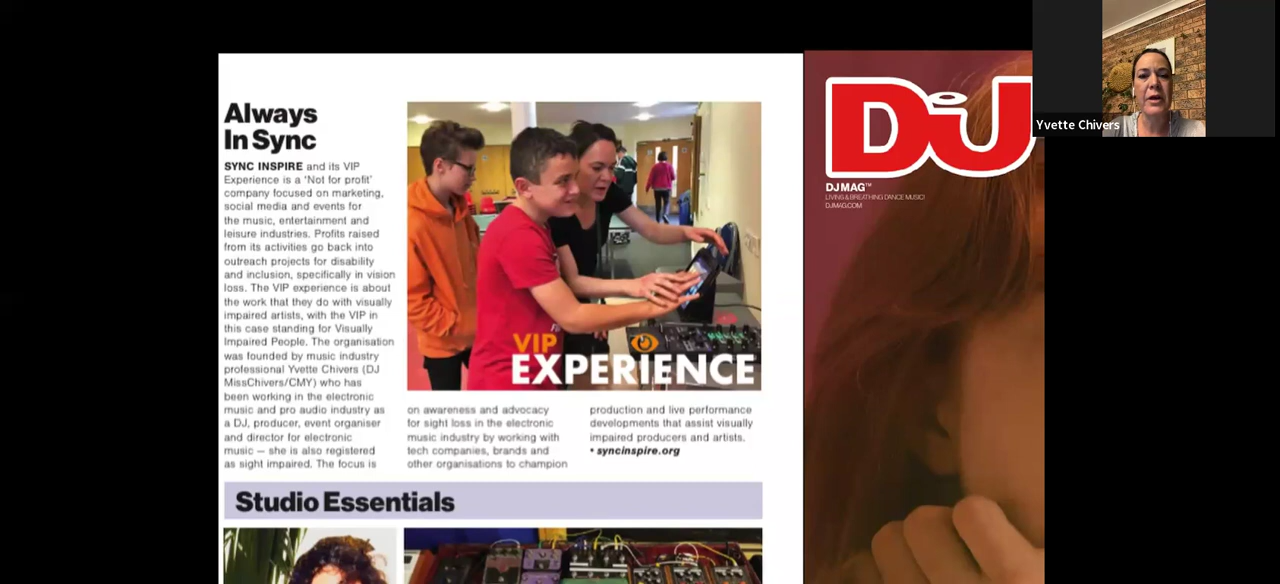 Always
In Sync
SYNC INSPIRE and its VIP
Experience is a 'Not for profit'
company focused on marketing,
social media and events for
the music, entertainment and
leisure industries. Profits raised
from its activities go back into
outreach projects for disability
and inclusion, specifically in vision
loss. The VIP experience is about
the work that they do with visually
impaired artists, with the VIP in
this case standing for Visually
Impaired People. The organisation
was founded by music industry
professional Yvette Chivers (DJ
MissChivers/CMY) who has
been working in the electronic
music and pro audio industry as
a DJ, producer, event organiser
and director for electronic
music – she is also registered
as sight impaired. The focus is
VIP
EXPERIENCE
on awareness and advocacy
for sight loss in the electronic
music industry by working with
tech companies, brands and
other organisations to champion
production and live performance
developments that assist visually
impaired producers and artists.
• syncinspire.org
Studio Essentials
DJ
DJMAG™
LIVING & BREATHING DANCE MUSIC!
DJMAG.COM
Yvette Chivers